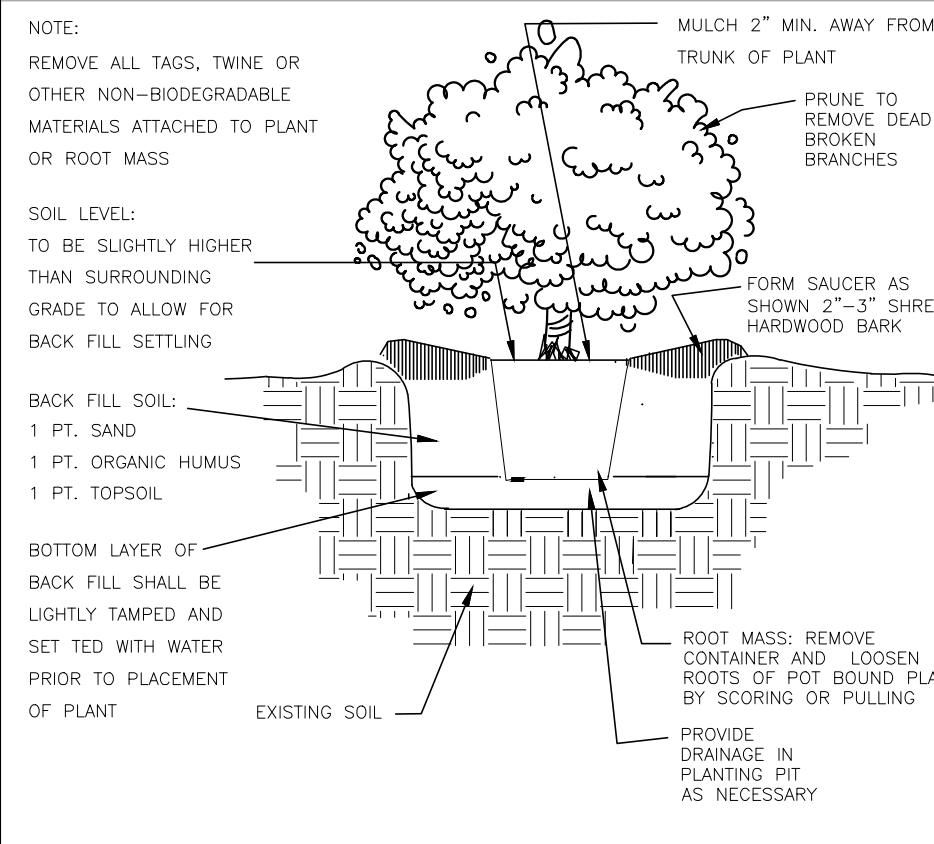 NOTE:
REMOVE ALL TAGS, TWINE OR
OTHER NON-BIODEGRADABLE
MATERIALS ATTACHED TO PLANT
OR ROOT MASS
SOIL LEVEL:
TO BE SLIGHTLY HIGHER
THAN SURROUNDING
GRADE TO ALLOW FOR
BACK FILL SETTLING
BACK FILL SOIL:
1 PT. SAND
1 PT. ORGANIC HUMUS
1 PT. TOPSOIL
BOTTOM LAYER OF
BACK FILL SHALL BE
LIGHTLY TAMPED AND
SET TED WITH WATER
PRIOR TO PLACEMENT
OF PLANT
EXISTING SOIL
MULCH 2" MIN. AWAY FROM
TRUNK OF PLANT
PRUNE TO
REMOVE DEAD
BROKEN
BRANCHES
FORM SAUCER AS
SHOWN 2"-3" SHRE
HARDWOOD BARK
ROOT MASS: REMOVE
CONTAINER AND LOOSEN
ROOTS OF POT BOUND PLA
BY SCORING OR PULLING
PROVIDE
DRAINAGE IN
PLANTING PIT
AS NECESSARY